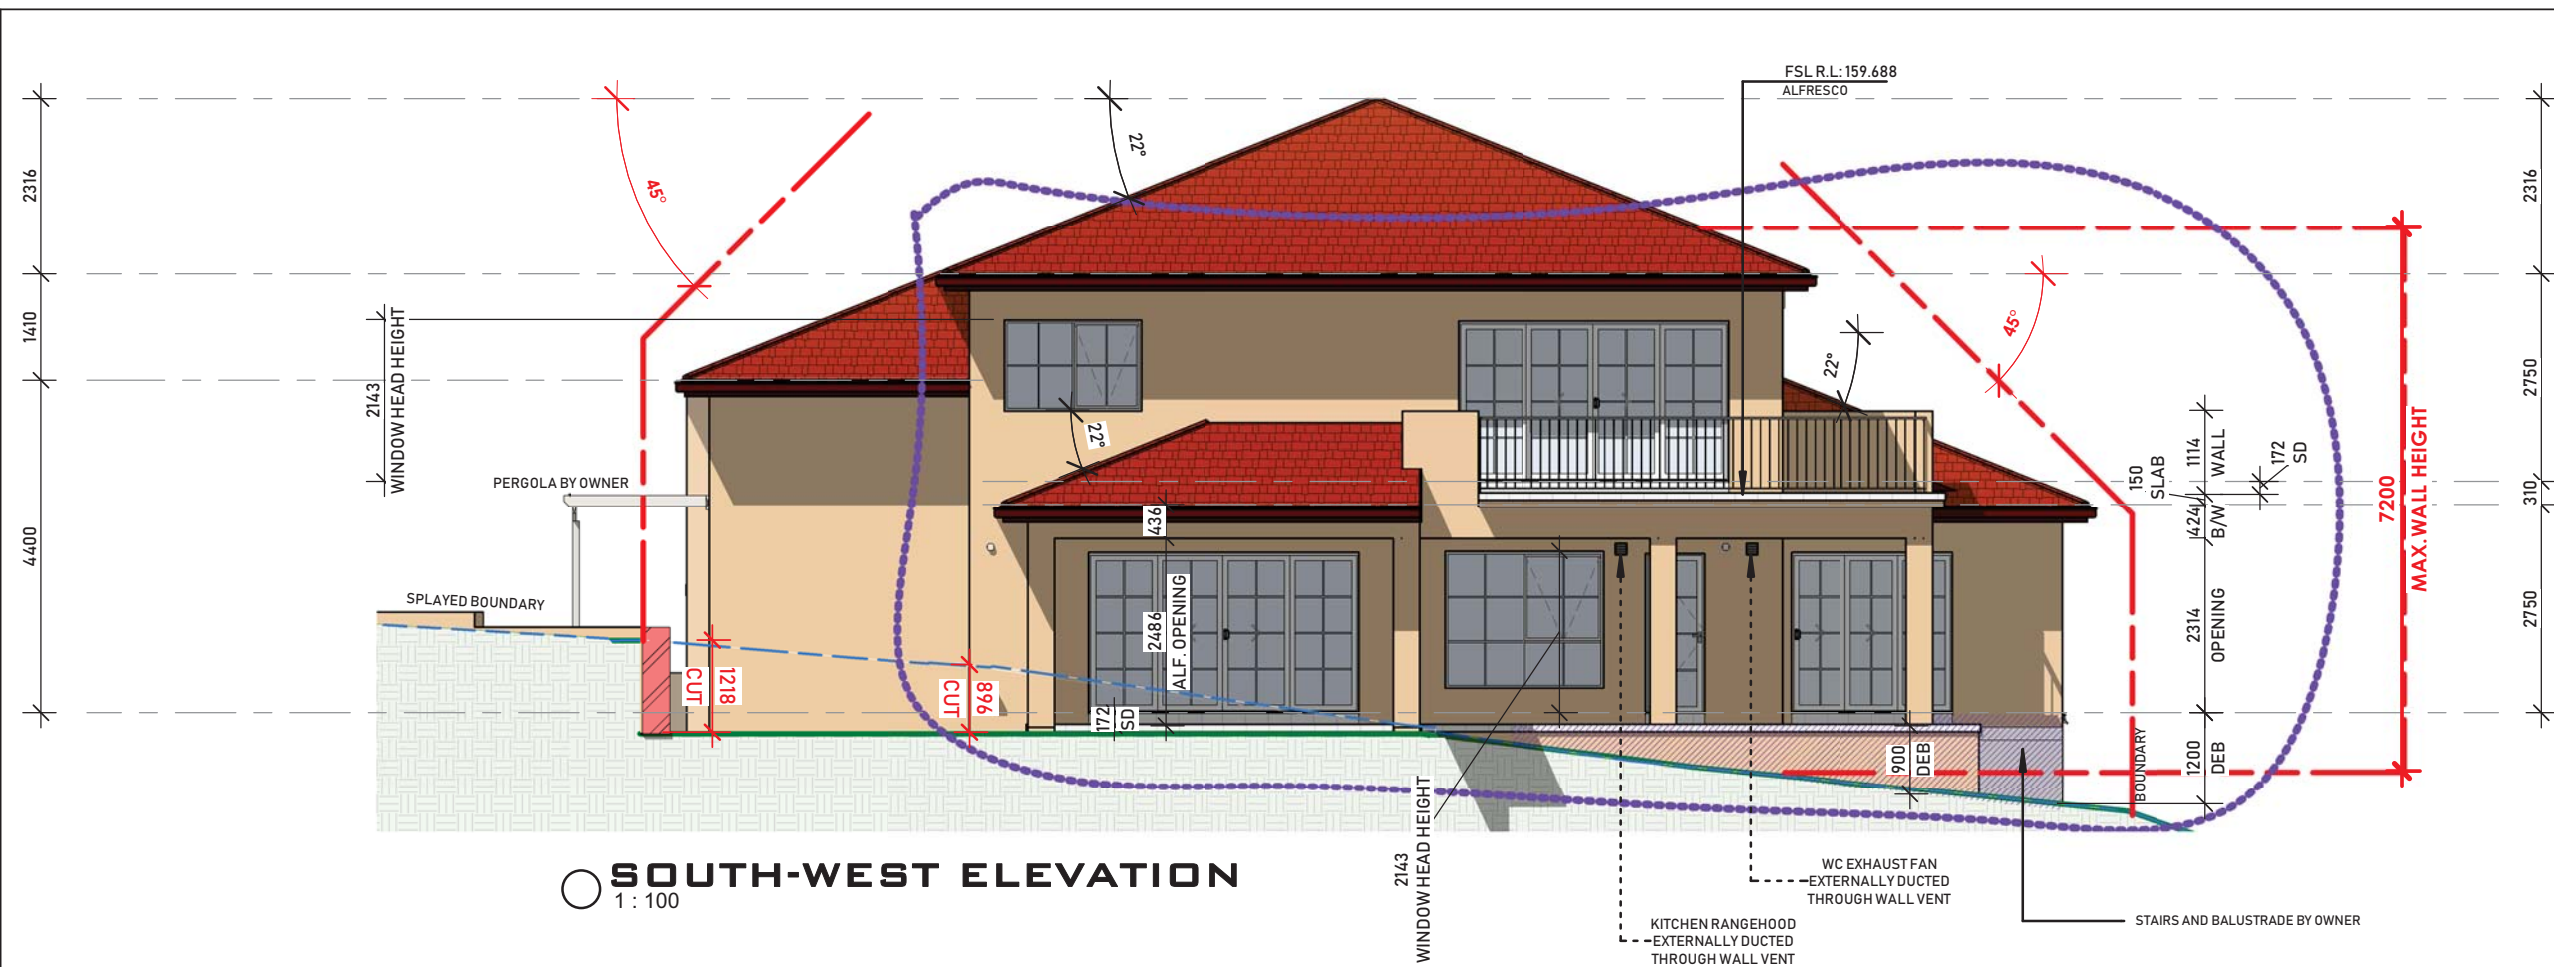 FSL R.L: 159.688
ALFRESCO
2316
1410
4400
2143
WINDOW HEAD HEIGHT
45°
22°
PERGOLA BY OWNER
SPLAYED BOUNDARY
1218
CUT
896
CUT
22°
436
2486
ALF. OPENING
172
SD
22°
45°
2143
WINDOW HEAD HEIGHT
900
DEB
BOUNDARY
150
SLAB
1114
WALL
172
SD
424
B/W
2314
OPENING
1200
DEB
7200
MAX. WALL HEIGHT
2316
2750
310
2750
SOUTH-WEST ELEVATION
1 : 100
WC EXHAUST FAN
EXTERNALLY DUCTED
THROUGH WALL VENT
KITCHEN RANGEHOOD
EXTERNALLY DUCTED
THROUGH WALL VENT
STAIRS AND BALUSTRADE BY OWNER